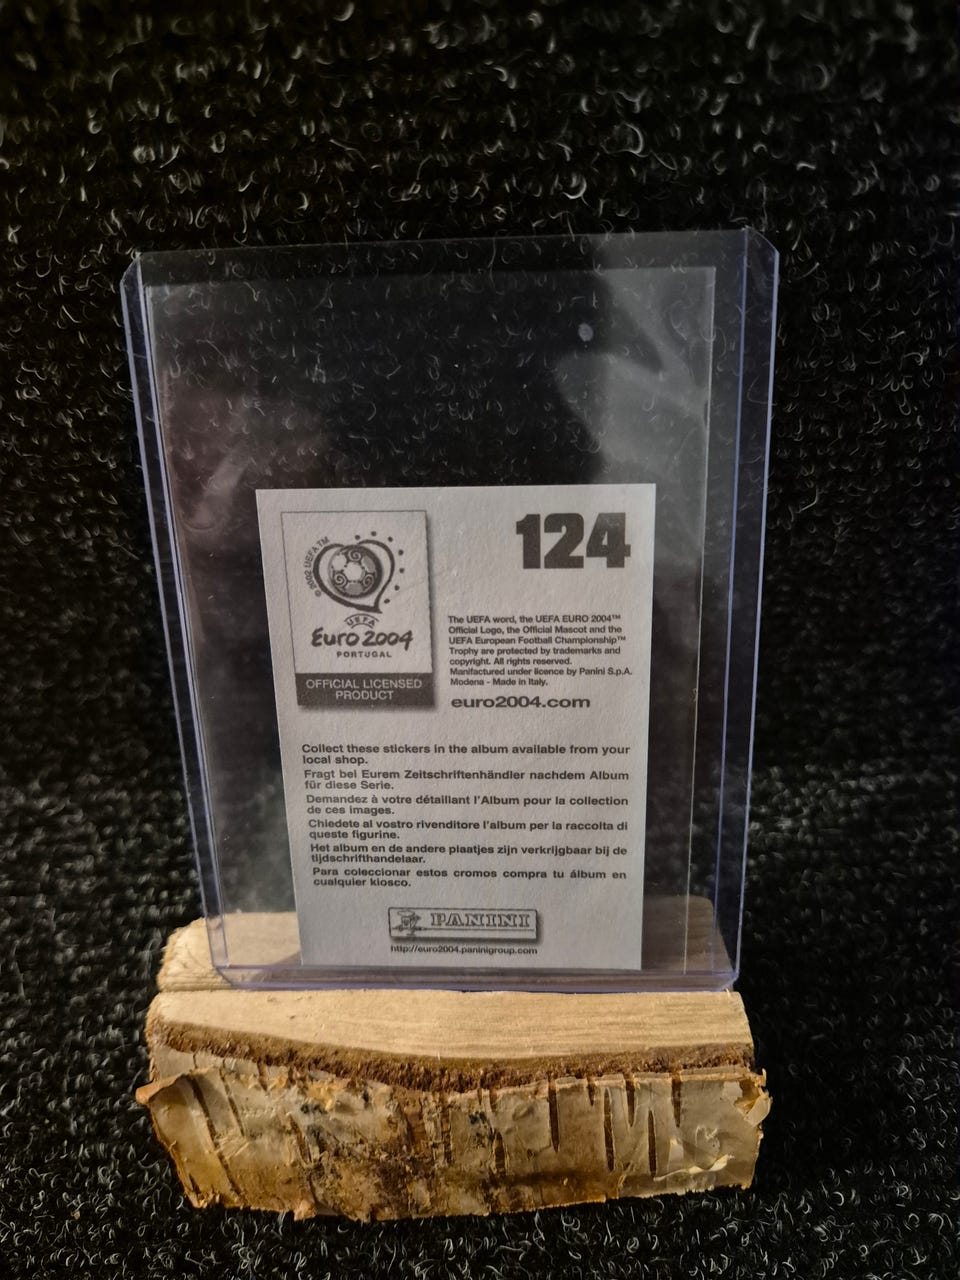 © 2002 UEFA TM
UEFA
Euro 2004
PORTUGAL
OFFICIAL LICENSED
PRODUCT
124
The UEFA word, the UEFA EURO 2004™
Official Logo, the Official Mascot and the
UEFA European Football Championship™
Trophy are protected by trademarks and
copyright. All rights reserved.
Manifactured under licence by Panini S.p.A.
Modena - Made in Italy.
euro2004.com
Collect these stickers in the album available from your
local shop.
Fragt bei Eurem Zeitschriftenhändler nachdem Album
für diese Serie.
Demandez à votre détaillant l'Album pour la collection
de ces images.
Chiedete al vostro rivenditore l'album per la raccolta di
queste figurine.
Het album en de andere plaatjes zijn verkrijgbaar bij de
tijdschrifthandelaar.
Para coleccionar estos cromos compra tu álbum en
cualquier kiosco.
PANINI
http://euro2004.paninigroup.com